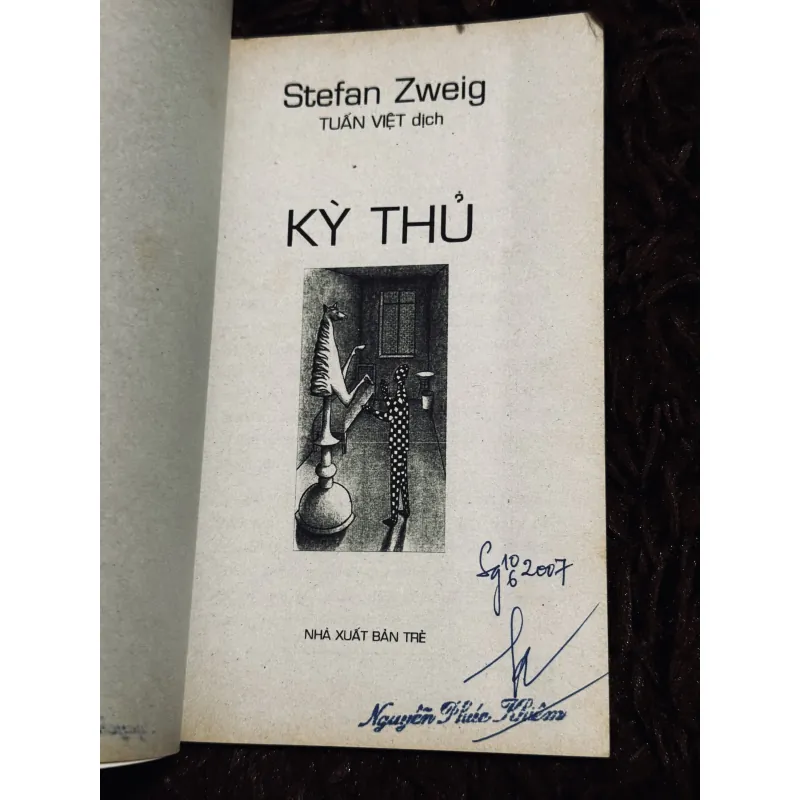 Stefan Zweig
TUẤN VIỆT dịch
KỲ THỦ
Sg 10/6 2007
NHÀ XUẤT BẢN TRẺ
Nguyễn Phúc Khiêm